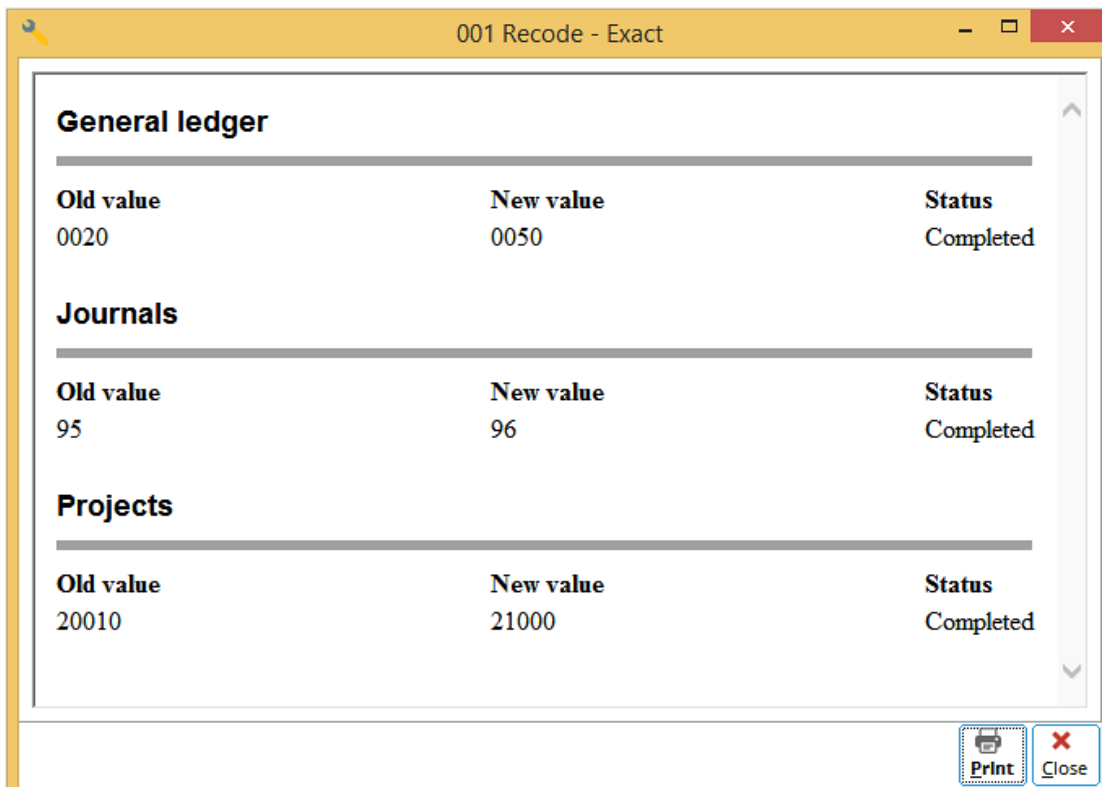 001 Recode - Exact
General ledger
Old value New value Status
0020 0050 Completed
Journals
Old value New value Status
95 96 Completed
Projects
Old value New value Status
20010 21000 Completed
Print Close